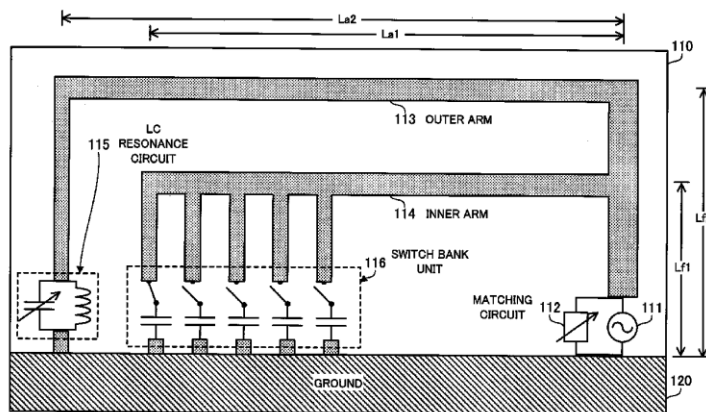 La2
La1
110
113 OUTER ARM
LC
RESONANCE
CIRCUIT
115
114 INNER ARM
Lf1
116
SWITCH BANK
UNIT
MATCHING
CIRCUIT
112
111
GROUND
120